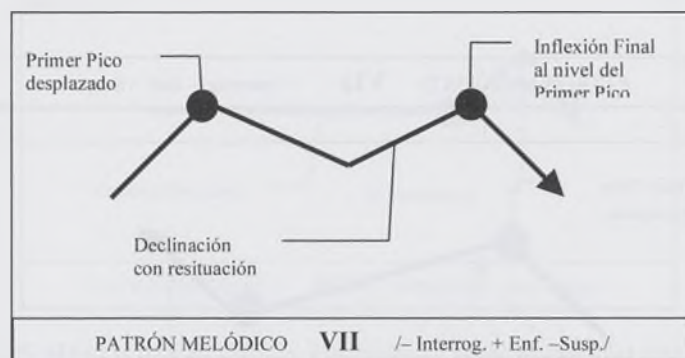 Primer Pico
desplazado
Inflexión Final
al nivel del
Primer Pico
Declinación
con resituación
PATRÓN MELÓDICO VII /– Interrog. + Enf. –Susp./